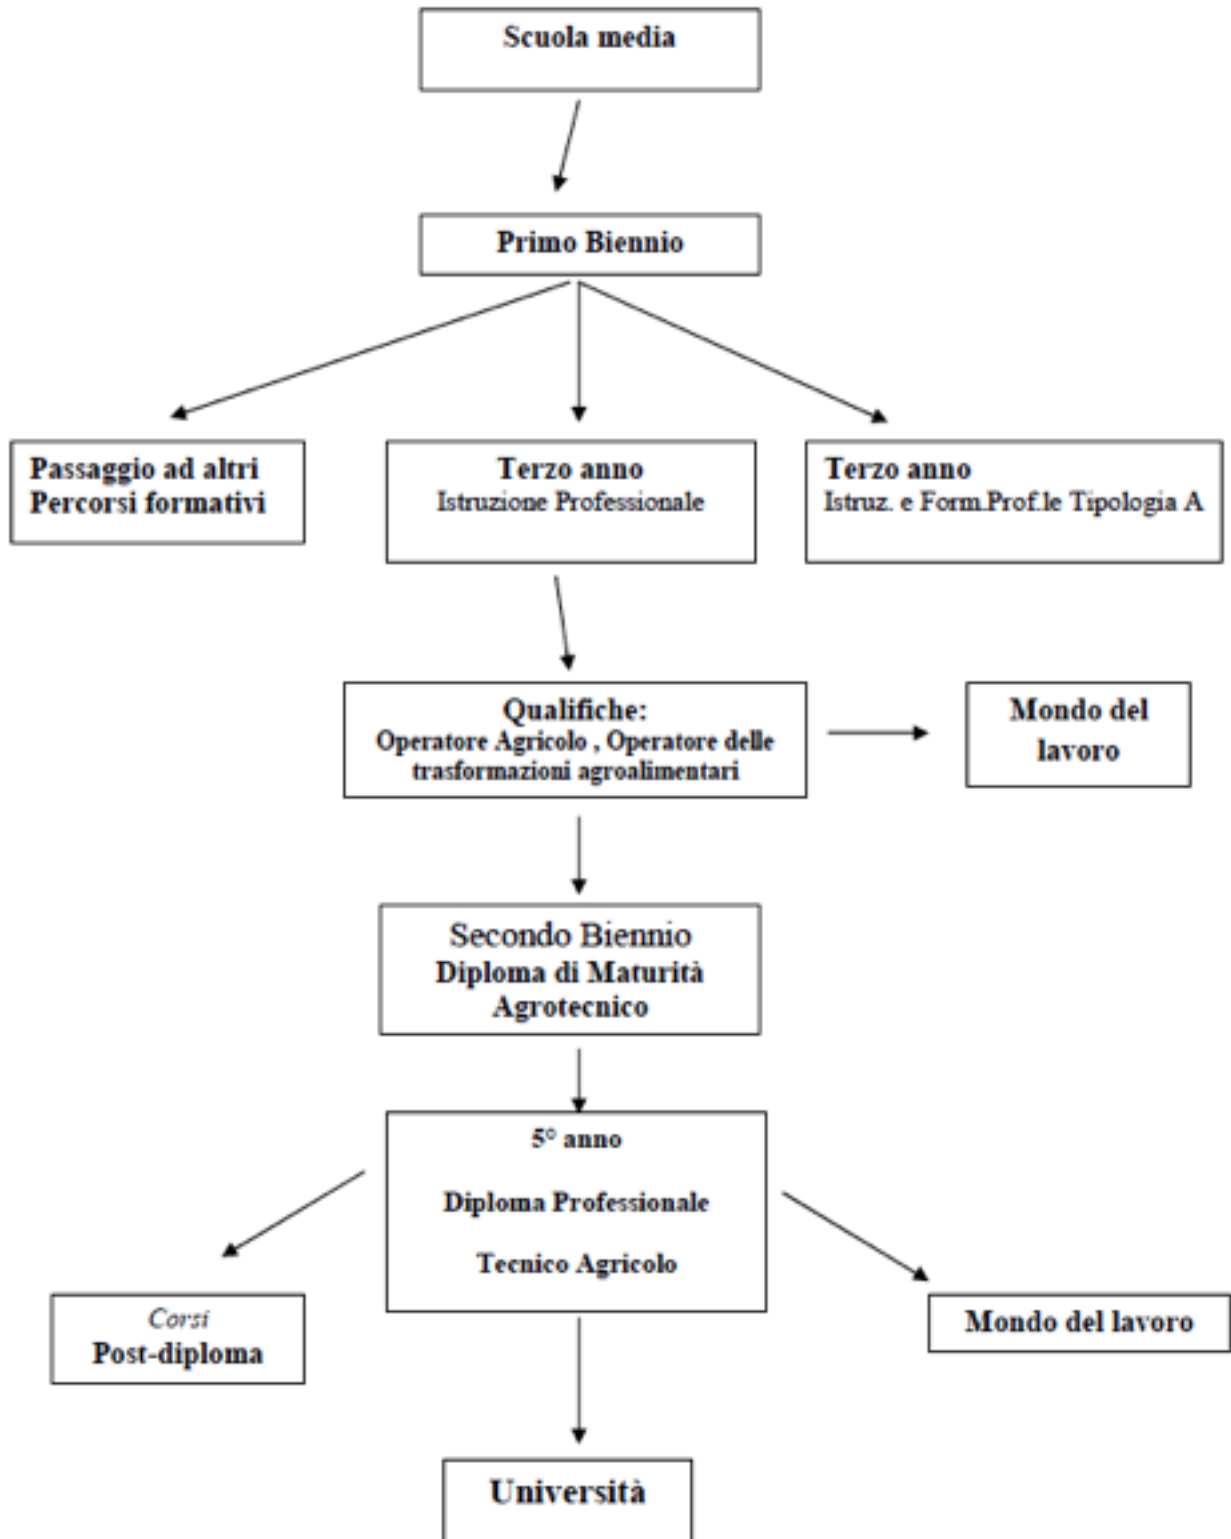 Scuola media
Primo Biennio
Passaggio ad altri
Percorsi formativi
Terzo anno
Istruzione Professionale
Terzo anno
Istruz. e Form.Prof.le Tipologia A
Qualifiche:
Operatore Agricolo , Operatore delle
trasformazioni agroalimentari
Mondo del
lavoro
Secondo Biennio
Diploma di Maturità
Agrotecnico
5° anno
Diploma Professionale
Tecnico Agricolo
Corsi
Post-diploma
Mondo del lavoro
Università